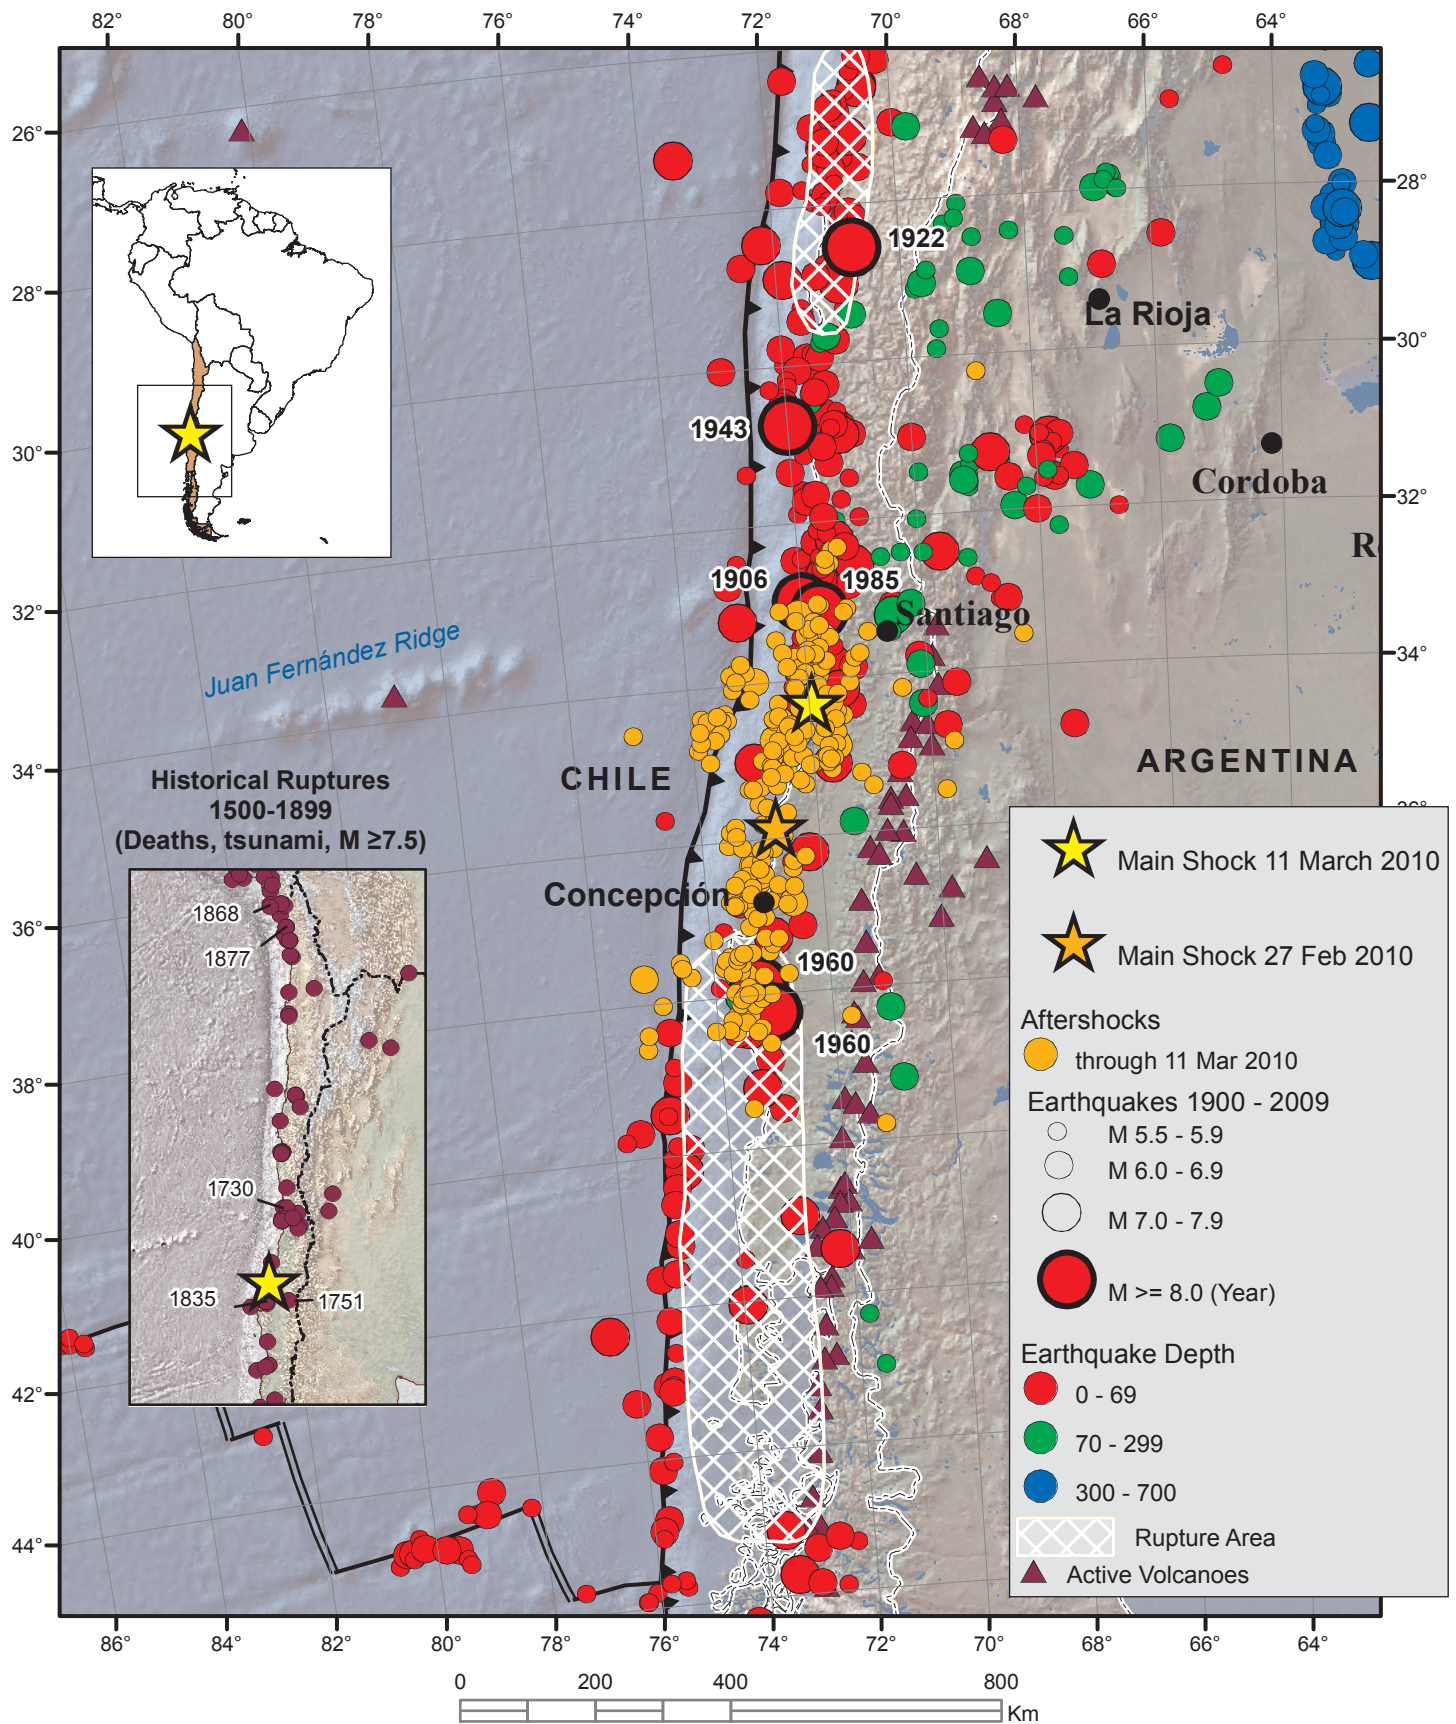 82° 80° 78° 76° 74° 72° 70° 68° 66° 64°
26°
28°
1922
28°
La Rioja
30°
1943
30°
Cordoba
32°
R
1906 1985
32°
Santiago
Juan Fernández Ridge
34°
34°
CHILE
ARGENTINA
Historical Ruptures
1500-1899
(Deaths, tsunami, M ≥7.5)
Concepción
36°
1868
1877
1960
1960
38°
1730
40°
1835 1751
42°
44°
Main Shock 11 March 2010
Main Shock 27 Feb 2010
Aftershocks
through 11 Mar 2010
Earthquakes 1900 - 2009
M 5.5 - 5.9
M 6.0 - 6.9
M 7.0 - 7.9
M >= 8.0 (Year)
Earthquake Depth
0 - 69
70 - 299
300 - 700
Rupture Area
Active Volcanoes
86° 84° 82° 80° 78° 76° 74° 72° 70° 68° 66° 64°
0 200 400 800
Km